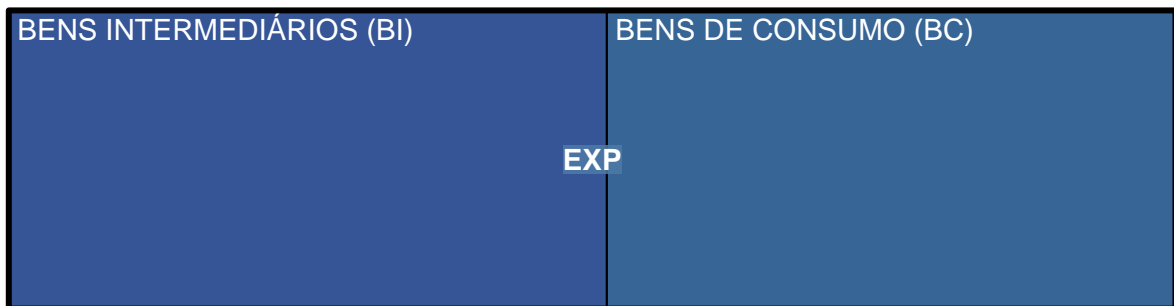 BENS INTERMEDIÁRIOS (BI)
BENS DE CONSUMO (BC)
EXP